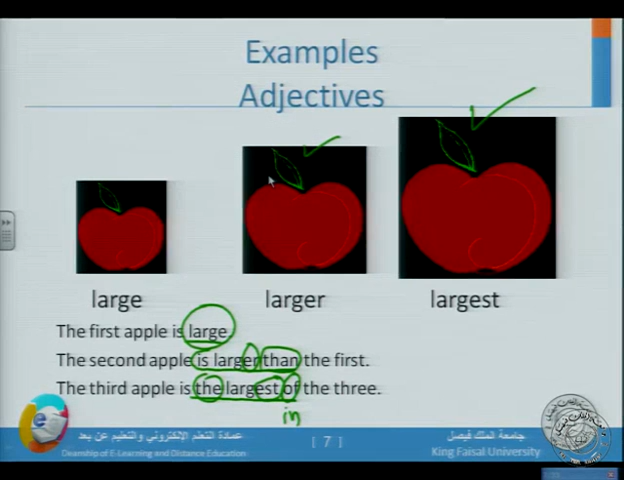 Examples
Adjectives
large
larger
largest
The first apple is large.
The second apple is larger than the first.
The third apple is the largest of the three.
in
عمادة التعلم الإلكتروني والتعليم عن بعد
Deanship of E-Learning and Distance Education
[ 7 ]
جامعة الملك فيصل
King Faisal University